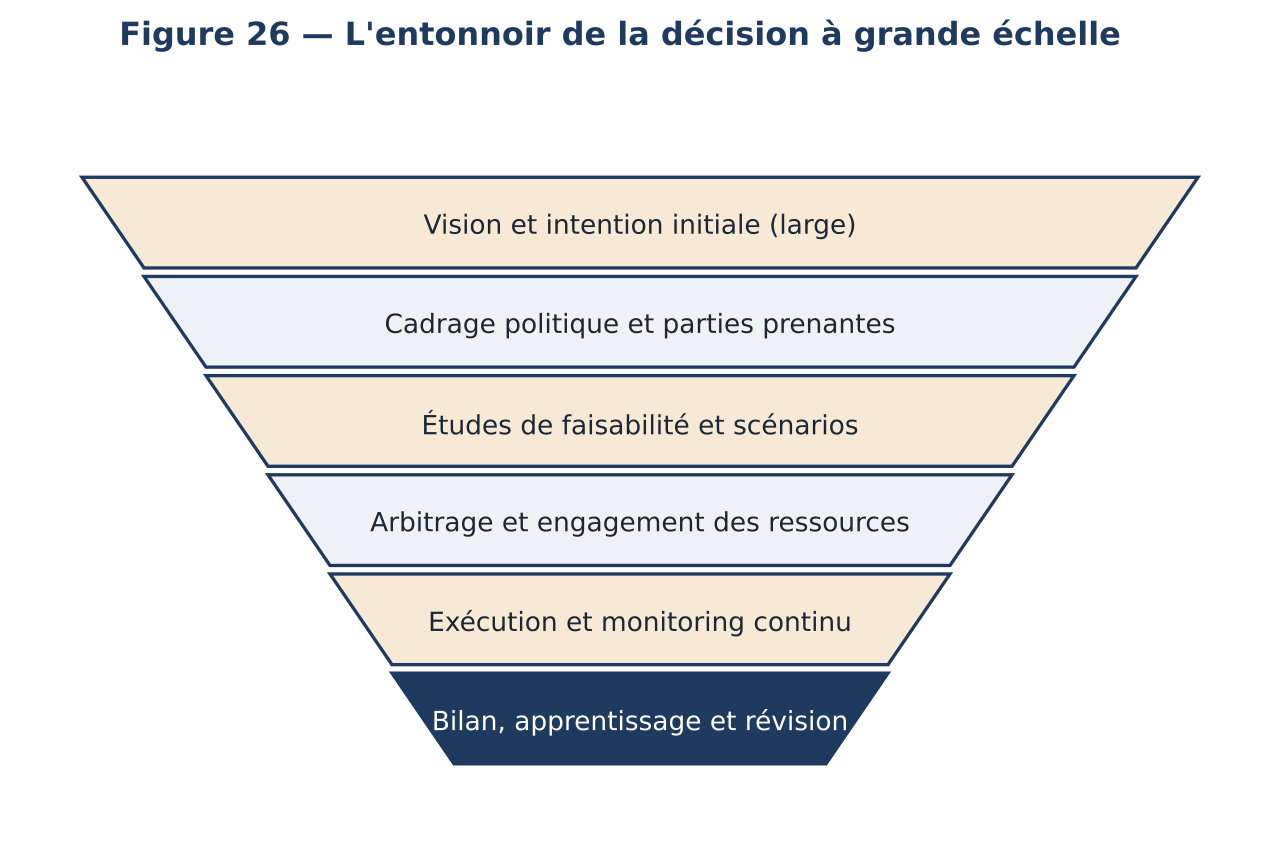 Figure 26 — L'entonnoir de la décision à grande échelle
Vision et intention initiale (large)
Cadrage politique et parties prenantes
Études de faisabilité et scénarios
Arbitrage et engagement des ressources
Exécution et monitoring continu
Bilan, apprentissage et révision